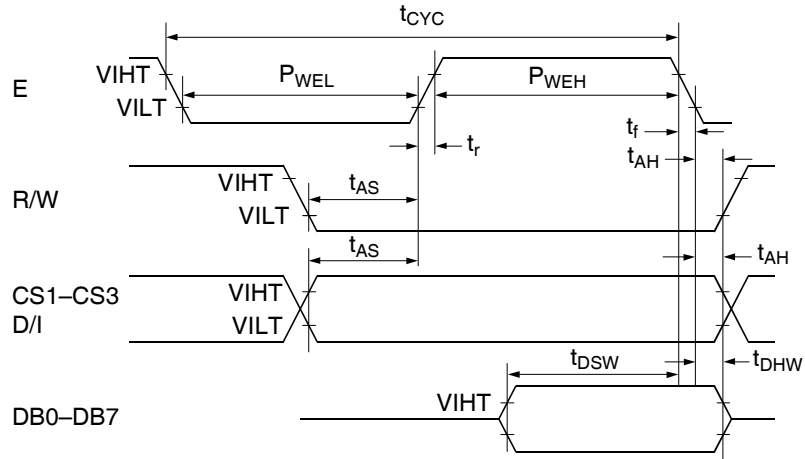 tCYC
E
VIHT
VILT
PWEL
PWEH
tr
tf
tAH
R/W
VIHT
VILT
tAS
tAS
tAH
CS1–CS3
D/I
VIHT
VILT
tDSW
tDHW
DB0–DB7
VIHT